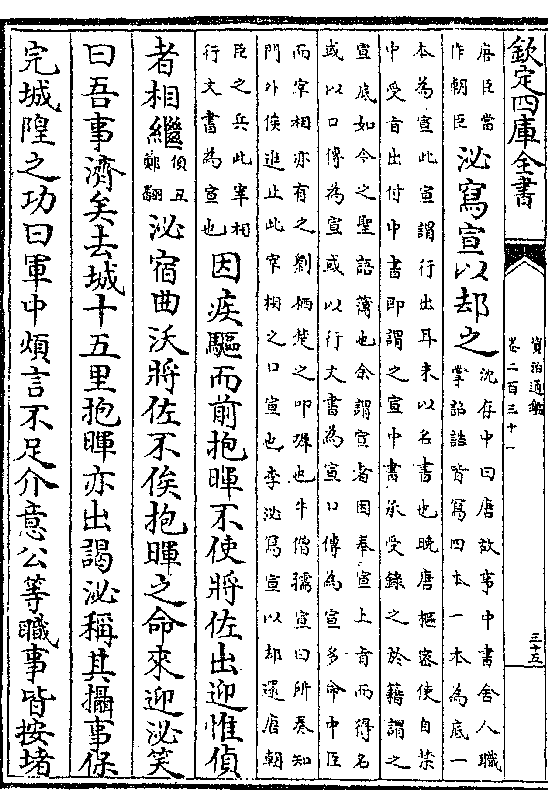 欽定四庫全書
資治通鑑
卷二百三十一
三十五
唐臣當
作朝臣
泌寫宣以却之
沈存中曰唐故事中書舍人職
掌詔誥皆寫四本一本為底一
本為宣此宣謂行出耳未以名書也晚唐樞密使自禁
中受旨出付中書即謂之宣中書承受錄之於籍謂之
宣底如今之聖語簿也余謂宣者因奉宣上旨而得名
或以口傳為宣或以行文書為宣口傳為宣多命中臣
而宰相亦有之劉栖楚之叩墀也牛僧孺宣曰所奏知
門外俟進止此宰相之口宣也李泌寫宣以却還唐朝
臣之兵此宰相
行文書為宣也
因疾驅而前抱暉不使將佐出迎惟偵
者相繼
偵丑
鄭翻
泌宿曲沃將佐不俟抱暉之命來迎泌笑
曰吾事濟矣去城十五里抱暉亦出謁泌稱其攝事保
完城隍之功曰軍中煩言不足介意公等職事皆按堵